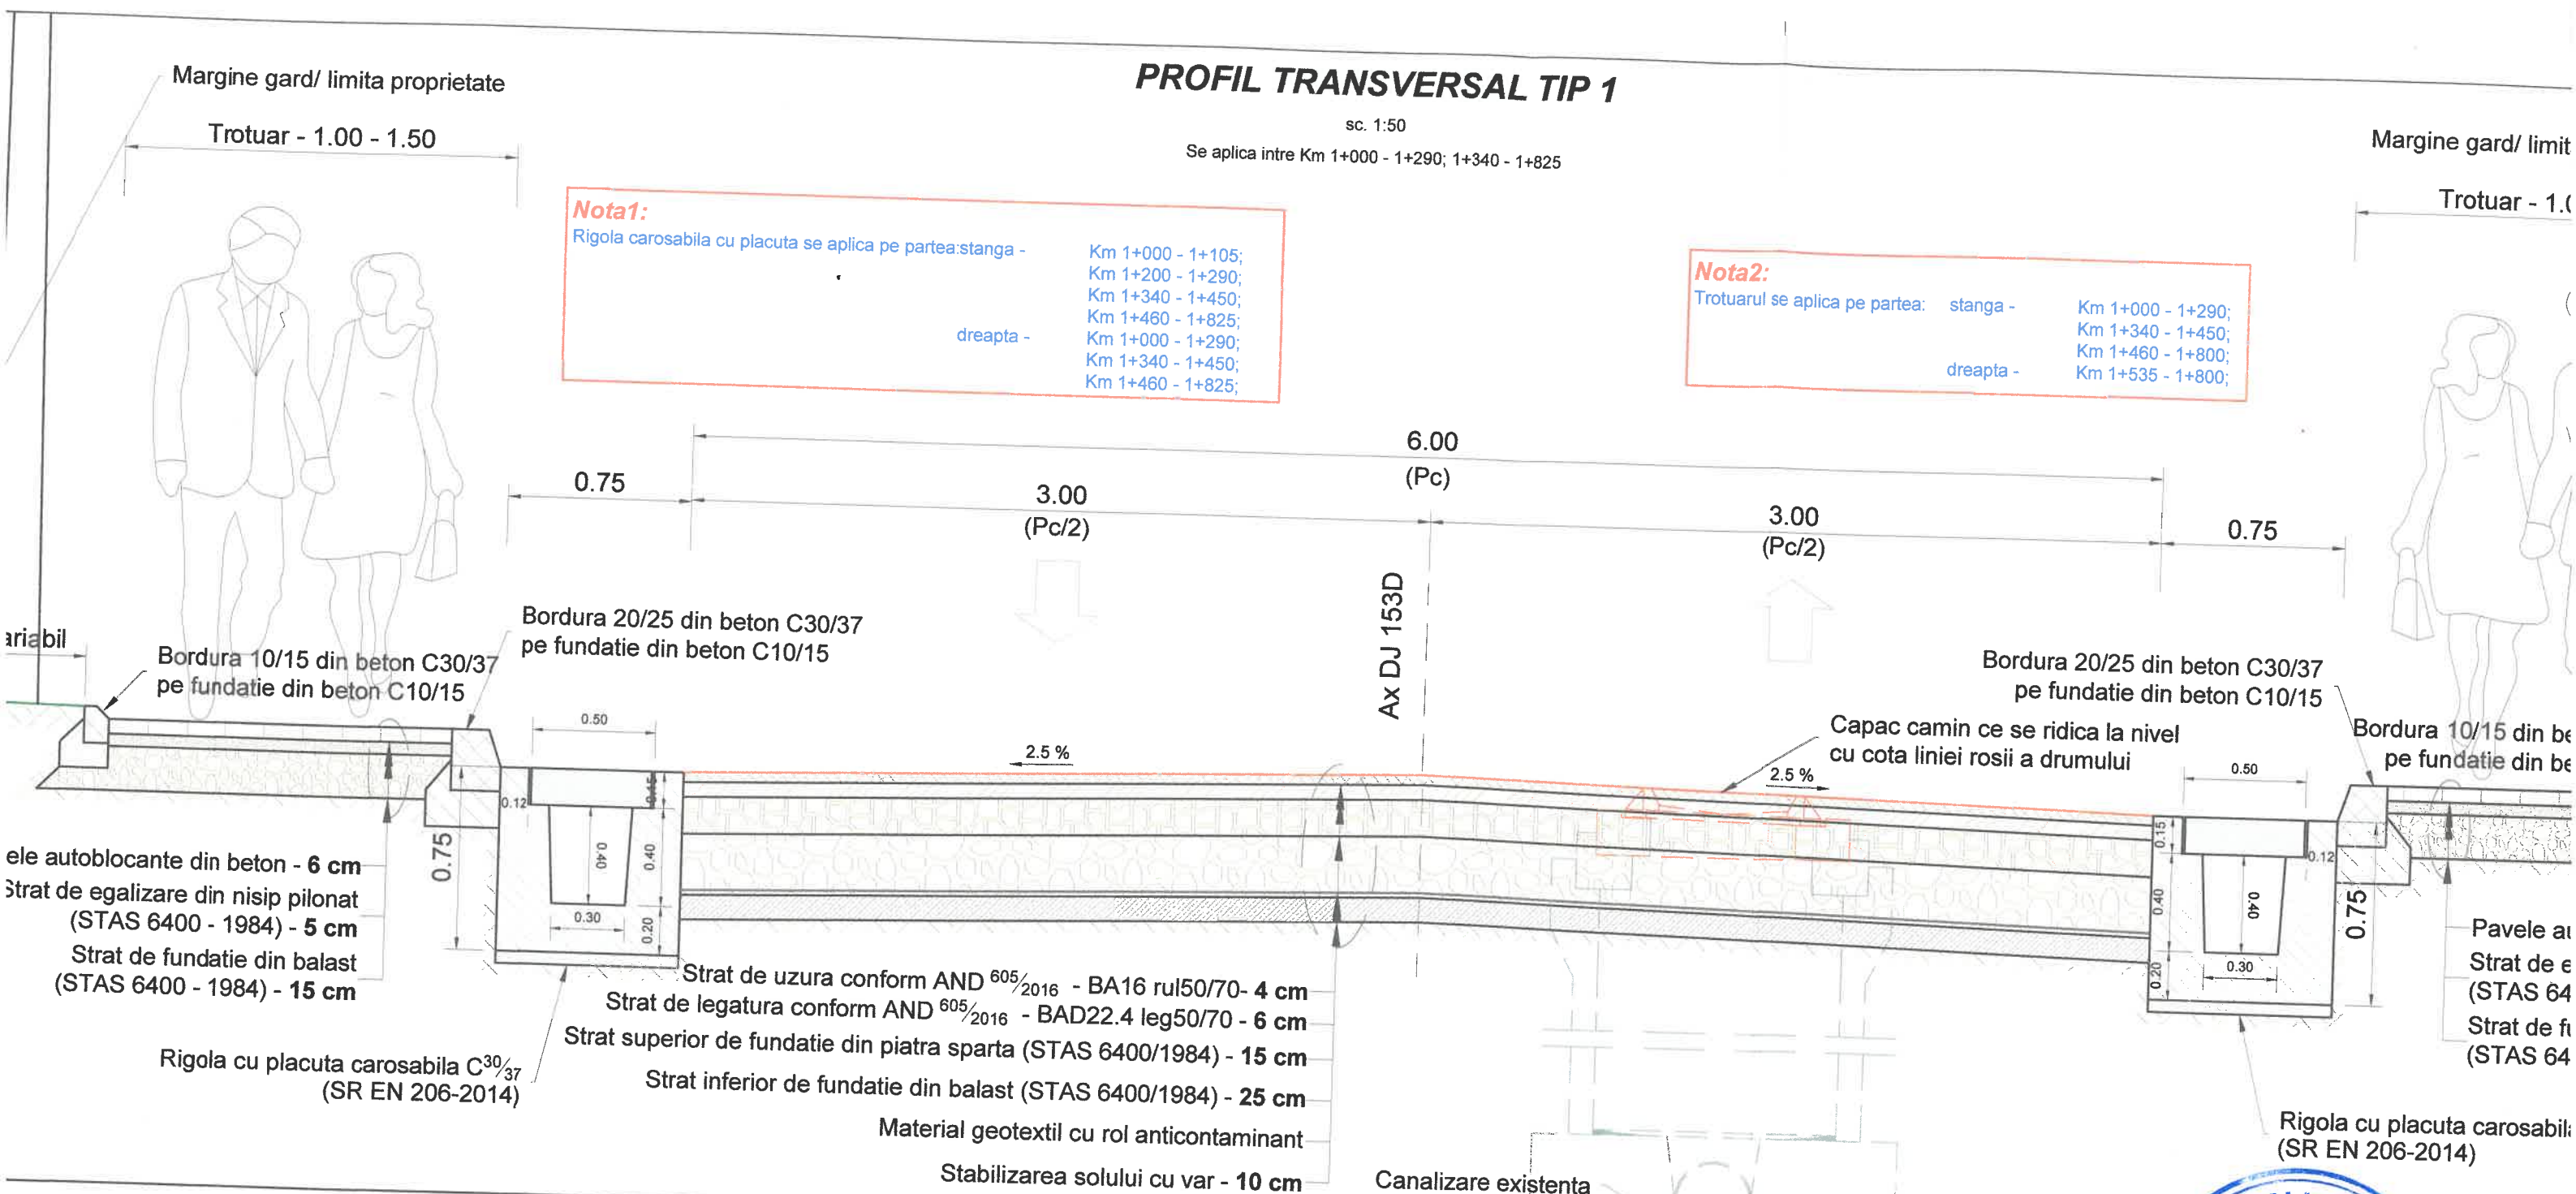 PROFIL TRANSVERSAL TIP 1
sc. 1:50
Se aplica intre Km 1+000 - 1+290; 1+340 - 1+825
Margine gard/ limita proprietate
Trotuar - 1.00 - 1.50
Margine gard/ limit
Trotuar - 1.0
Nota1:
Rigola carosabila cu placuta se aplica pe partea:stanga - Km 1+000 - 1+105;
Km 1+200 - 1+290;
Km 1+340 - 1+450;
Km 1+460 - 1+825;
dreapta - Km 1+000 - 1+290;
Km 1+340 - 1+450;
Km 1+460 - 1+825;
Nota2:
Trotuarul se aplica pe partea: stanga - Km 1+000 - 1+290;
Km 1+340 - 1+450;
Km 1+460 - 1+800;
dreapta - Km 1+535 - 1+800;
6.00
(Pc)
0.75
3.00
(Pc/2)
3.00
(Pc/2)
0.75
Ax DJ 153D
ariabil
Bordura 10/15 din beton C30/37
pe fundatie din beton C10/15
Bordura 20/25 din beton C30/37
pe fundatie din beton C10/15
Bordura 20/25 din beton C30/37
pe fundatie din beton C10/15
Capac camin ce se ridica la nivel
cu cota liniei rosii a drumului
Bordura 10/15 din be
pe fundatie din be
0.50
2.5 %
2.5 %
0.50
0.12
0.15
0.75
0.40
0.40
0.30
0.20
0.15
0.12
0.40
0.40
0.75
0.20
0.30
ele autoblocante din beton - 6 cm
Strat de egalizare din nisip pilonat
(STAS 6400 - 1984) - 5 cm
Strat de fundatie din balast
(STAS 6400 - 1984) - 15 cm
Rigola cu placuta carosabila C30/37
(SR EN 206-2014)
Strat de uzura conform AND 605/2016 - BA16 rul50/70- 4 cm
Strat de legatura conform AND 605/2016 - BAD22.4 leg50/70 - 6 cm
Strat superior de fundatie din piatra sparta (STAS 6400/1984) - 15 cm
Strat inferior de fundatie din balast (STAS 6400/1984) - 25 cm
Material geotextil cu rol anticontaminant
Stabilizarea solului cu var - 10 cm
Canalizare existenta
Pavele au
Strat de e
(STAS 64
Strat de fu
(STAS 64
Rigola cu placuta carosabila
(SR EN 206-2014)